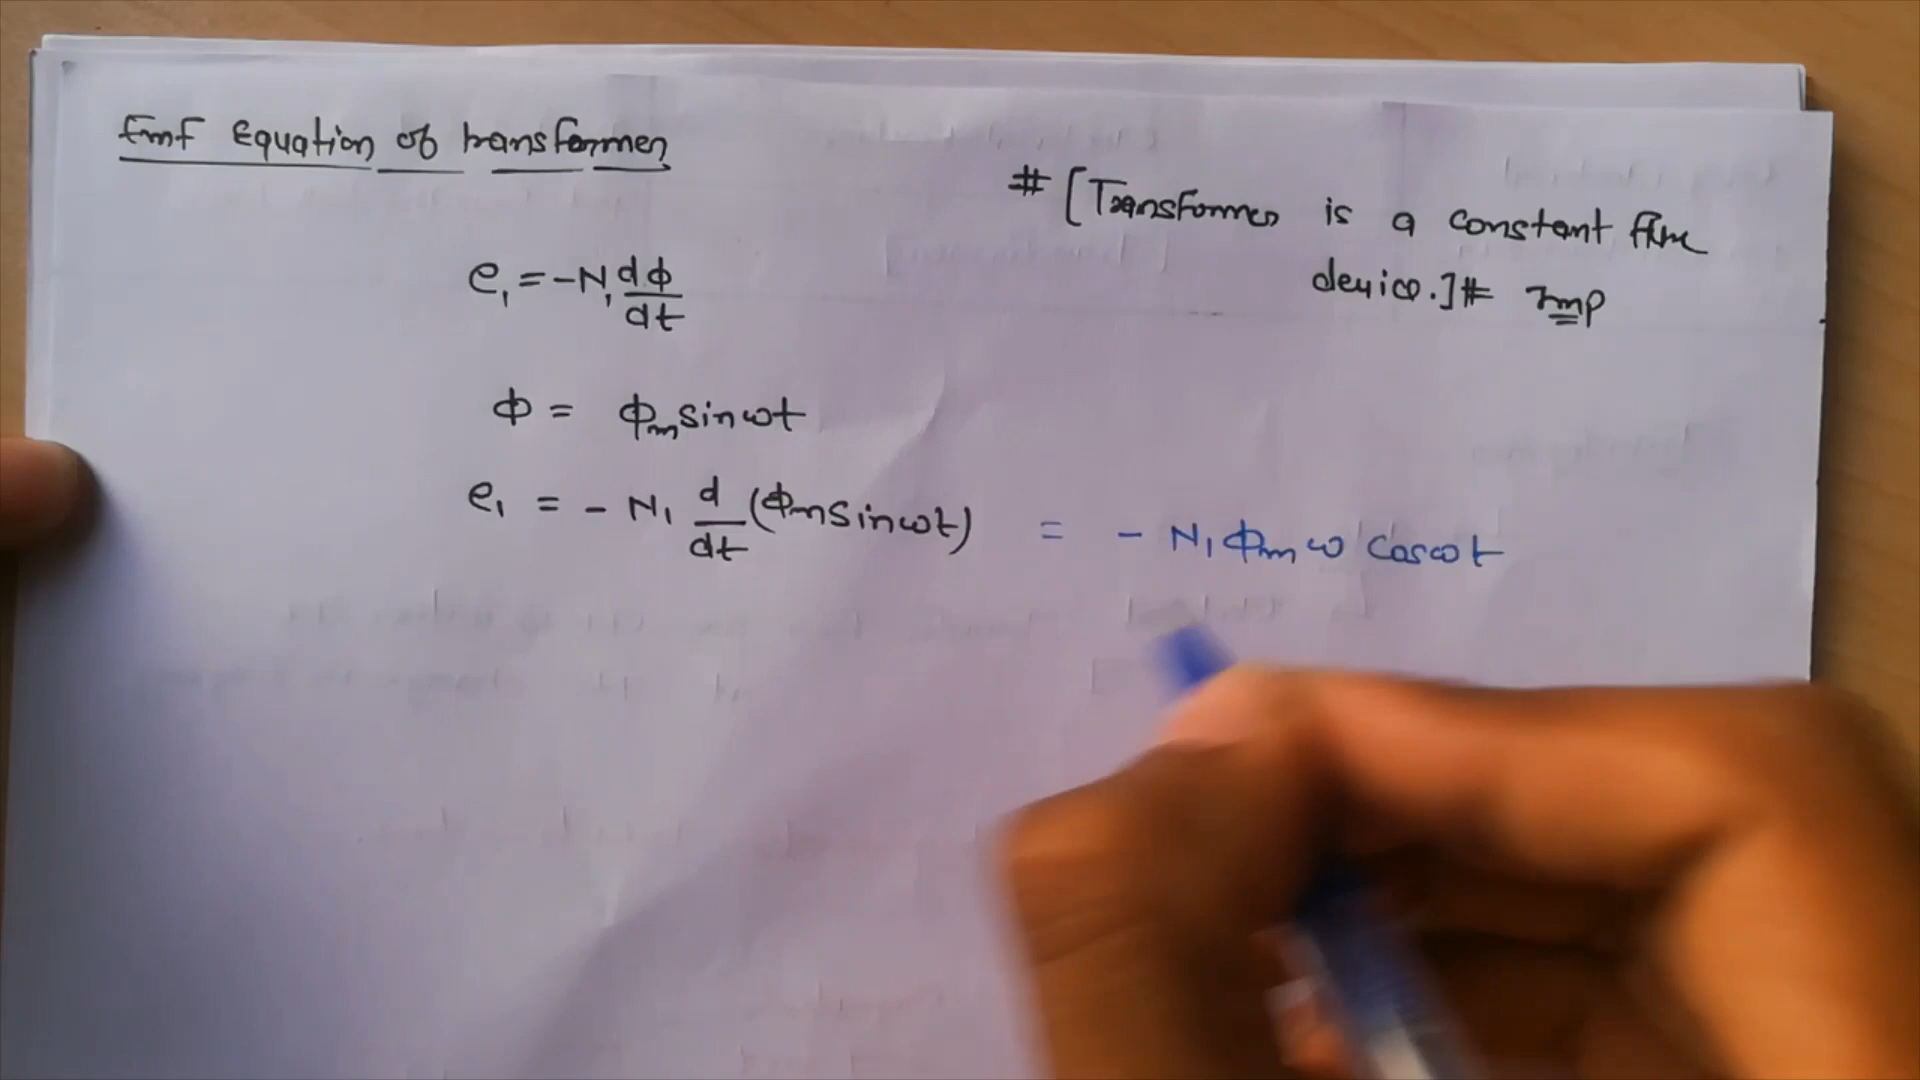 Emf Equation of transformer
# [Transformer is a constant flux
device.] # Imp
e₁ = -N₁ dφ/dt
φ = φₘ sinωt
e₁ = - N₁ d/dt (φₘ sinωt) = - N₁ φₘ ω cosωt